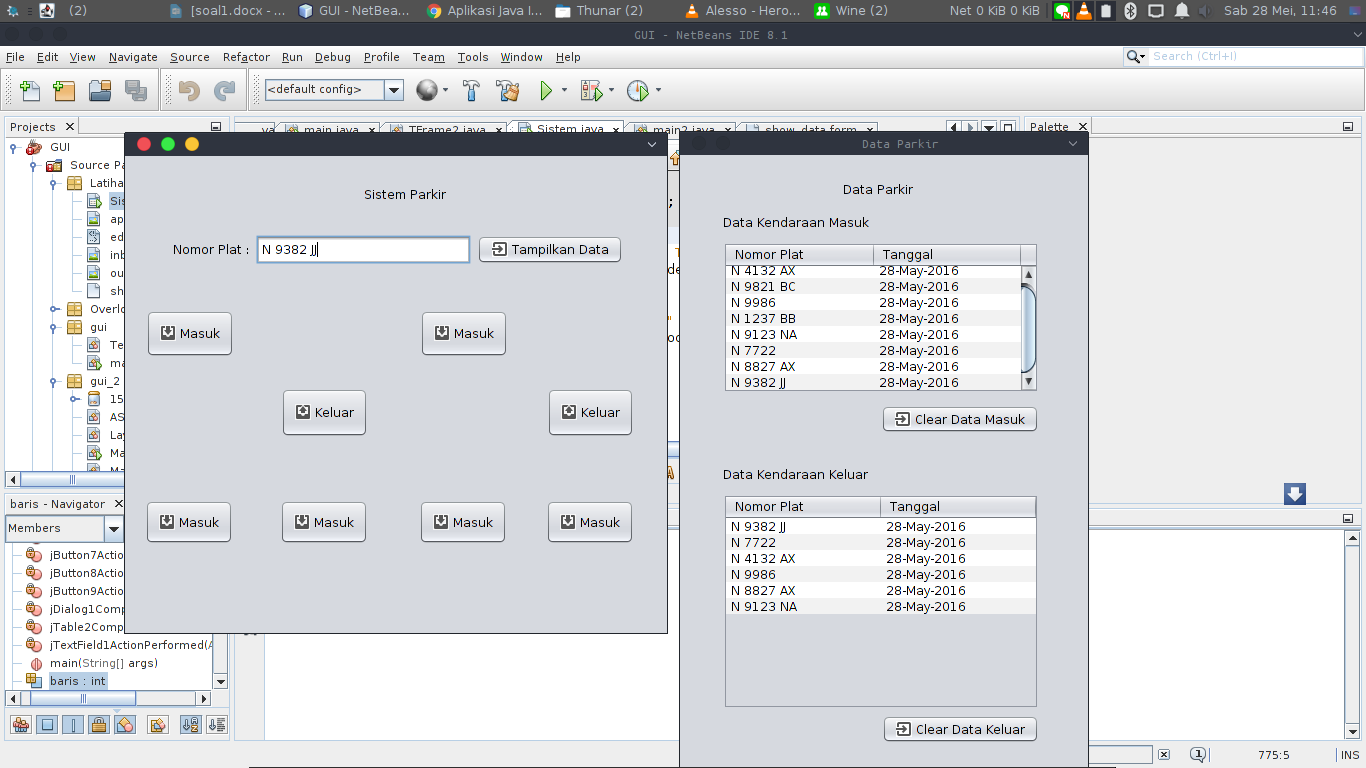 (2) [soal1.docx - ... GUI - NetBea... Aplikasi Java I... Thunar (2) Alesso - Hero... Wine (2) Net 0 KiB 0 KiB Sab 28 Mei, 11:46
GUI - NetBeans IDE 8.1
File Edit View Navigate Source Refactor Run Debug Profile Team Tools Window Help Search (Ctrl+I)
<default config>
Projects
main.java TFrame2.java Sistem.java main2.java show_data.form
Palette
GUI
Source Pa
Latiha
Sis
ap
ed
inb
ou
sh
Overlo
gui
Te
ma
gui_2
15
AS
Lay
Ma
baris - Navigator
Members
jButton7Actio
jButton8Actio
jButton9Actio
jDialog1Comp
jTable2Comp
jTextField1ActionPerformed(A
main(String[] args)
baris : int
Sistem Parkir
Nomor Plat : N 9382 JJ Tampilkan Data
Masuk Masuk
Keluar Keluar
Masuk Masuk Masuk Masuk
Data Parkir
Data Parkir
Data Kendaraan Masuk
Nomor Plat Tanggal
N 4132 AX 28-May-2016
N 9821 BC 28-May-2016
N 9986 28-May-2016
N 1237 BB 28-May-2016
N 9123 NA 28-May-2016
N 7722 28-May-2016
N 8827 AX 28-May-2016
N 9382 JJ 28-May-2016
Clear Data Masuk
Data Kendaraan Keluar
Nomor Plat Tanggal
N 9382 JJ 28-May-2016
N 7722 28-May-2016
N 4132 AX 28-May-2016
N 9986 28-May-2016
N 8827 AX 28-May-2016
N 9123 NA 28-May-2016
Clear Data Keluar
775:5 INS